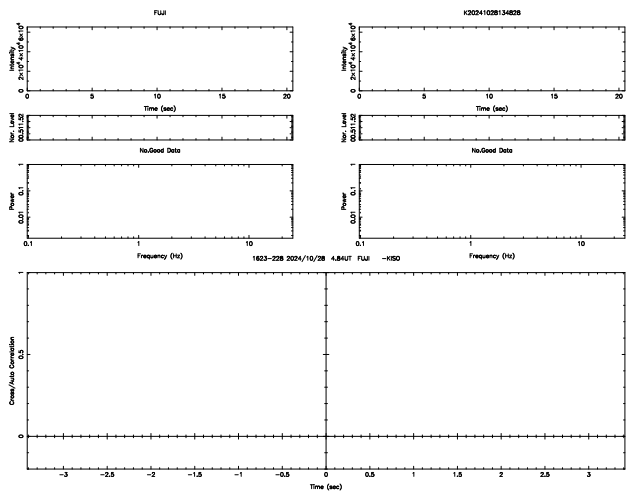 FUJI K20241028134828
Intensity
0 2×10⁴ 4×10⁴ 6×10⁴
0 5 10 15 20
Time (sec)
Intensity
0 2×10⁴ 4×10⁴ 6×10⁴
0 5 10 15 20
Time (sec)
Nor. Level
00.511.52
No.Good Data
Nor. Level
00.511.52
No.Good Data
Power
0.01 0.1 1
0.1 1 10
Frequency (Hz)
Power
0.01 0.1 1
0.1 1 10
Frequency (Hz)
1623-228 2024/10/28 4.84UT FUJI -KISO
Cross/Auto Correlation
0 0.5 1
-3 -2.5 -2 -1.5 -1 -0.5 0 0.5 1 1.5 2 2.5 3
Time (sec)